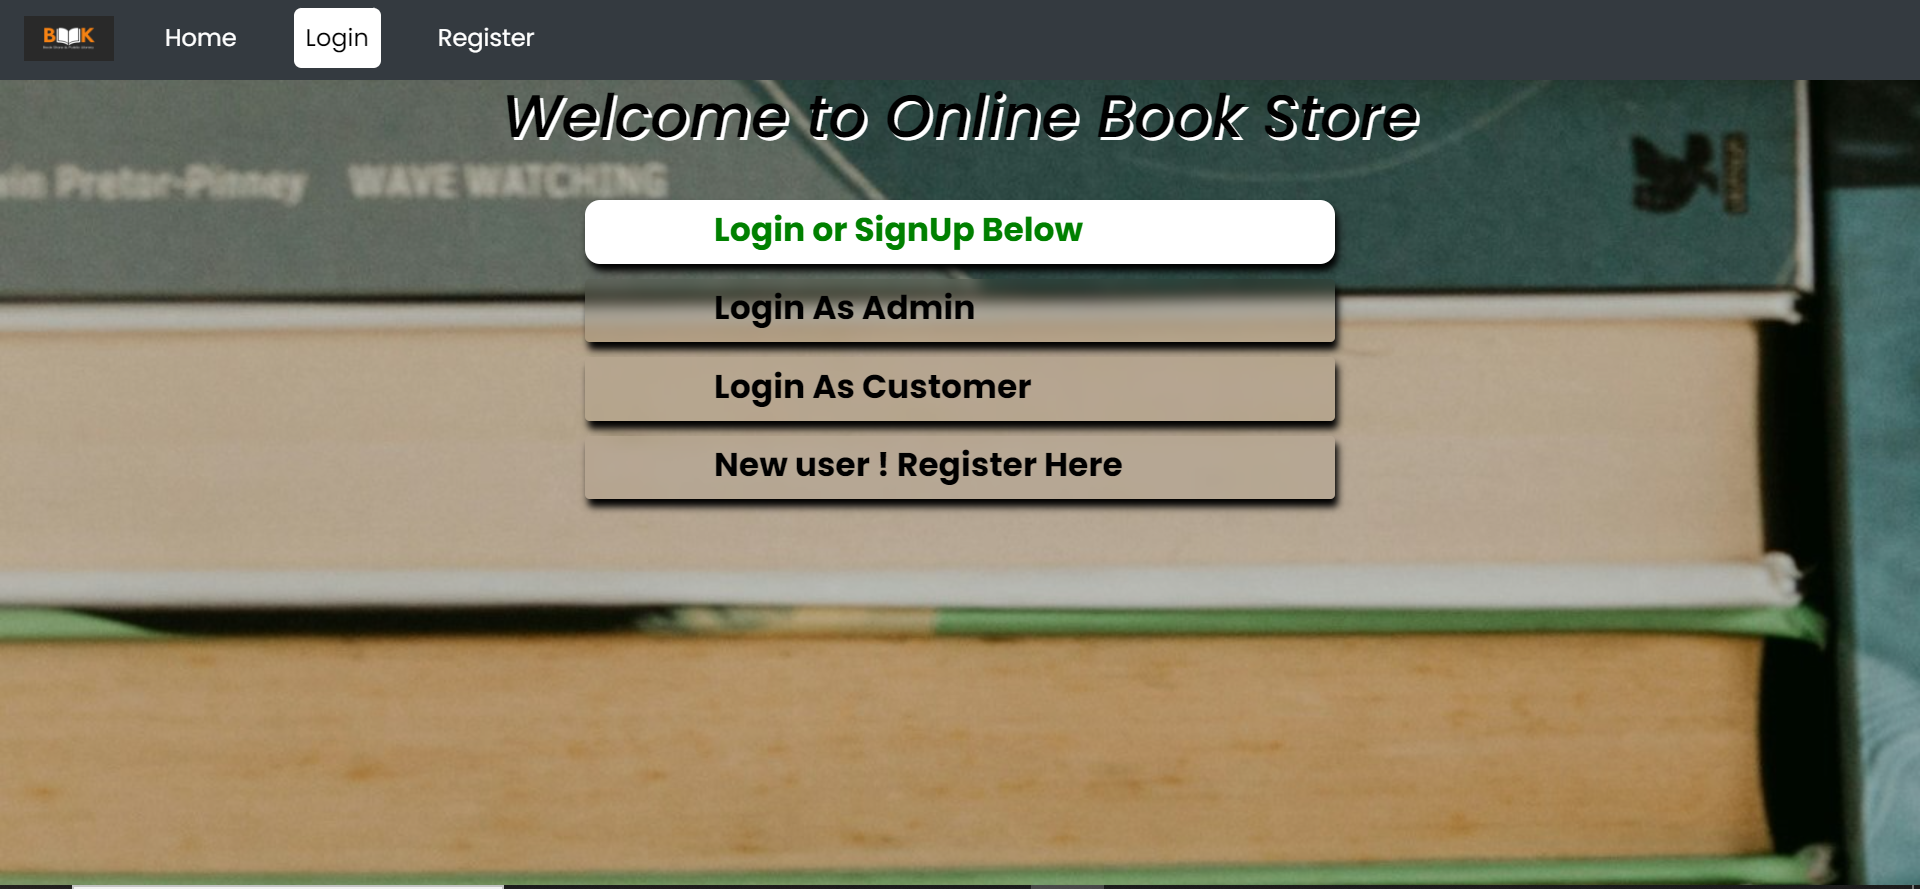 BOOK
Home
Login
Register
Welcome to Online Book Store
win Pretor-Pinney WAVE WATCHING
Login or SignUp Below
Login As Admin
Login As Customer
New user ! Register Here